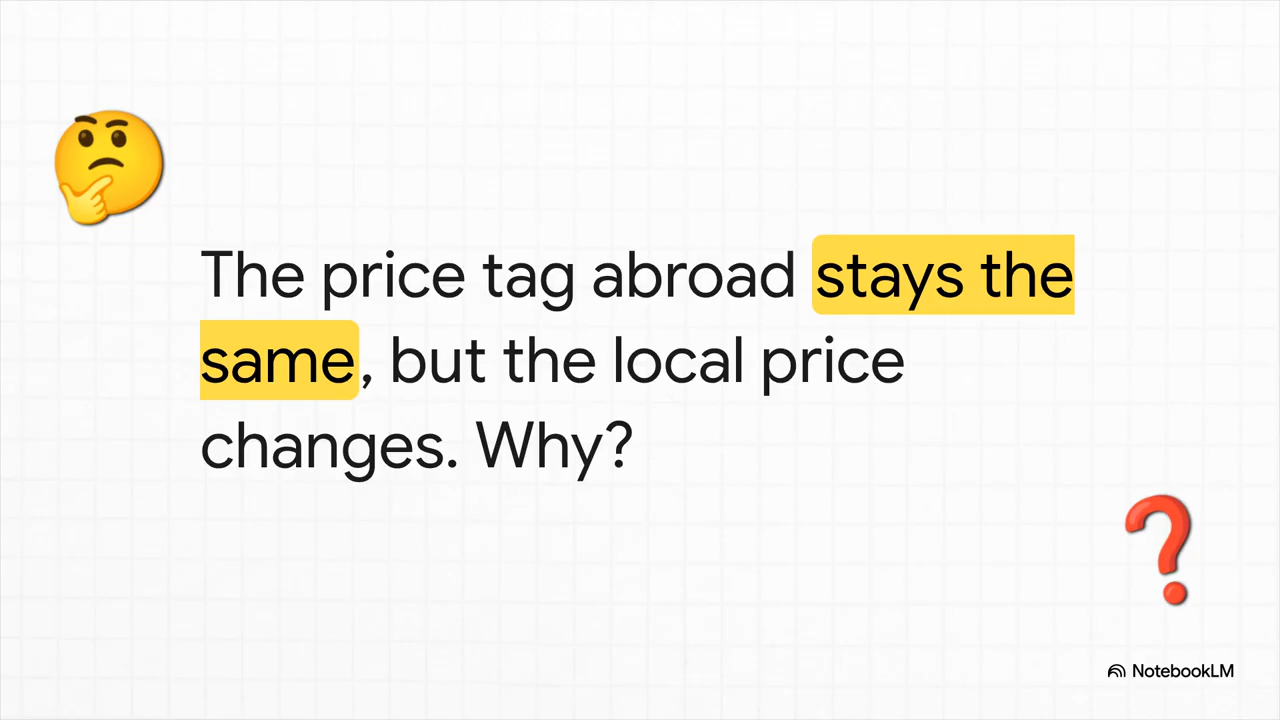 The price tag abroad stays the
same, but the local price
changes. Why?
NotebookLM